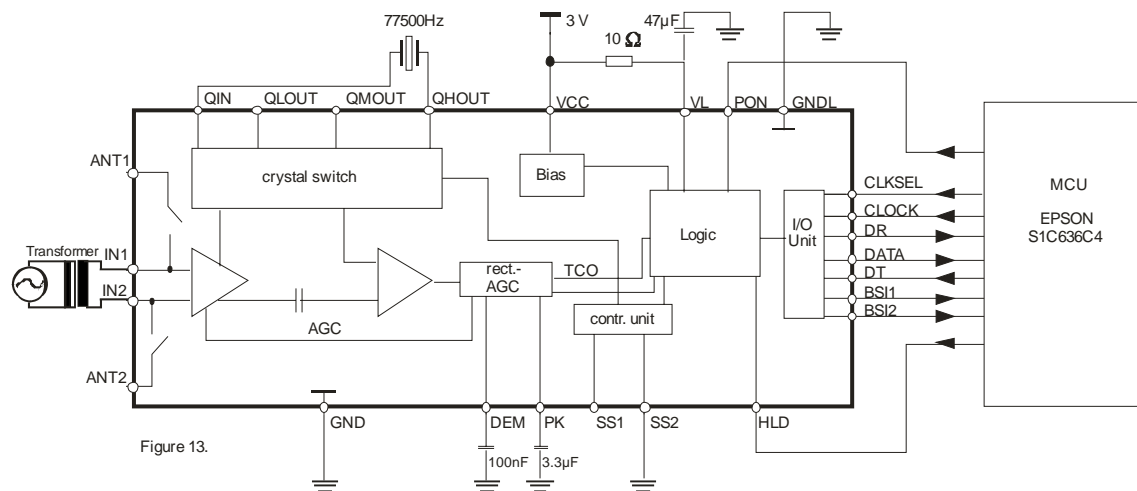 77500Hz
3 V
47µF
10 Ω
QIN
QLOUT
QMOUT
QHOUT
VCC
VL
PON
GNDL
ANT1
crystal switch
Bias
CLKSEL
MCU
CLOCK
EPSON
S1C636C4
Transformer
IN1
Logic
I/O
Unit
DR
DATA
rect.-
AGC
TCO
DT
IN2
BSI1
BSI2
AGC
contr. unit
ANT2
GND
DEM
PK
SS1
SS2
HLD
Figure 13.
100nF
3.3µF